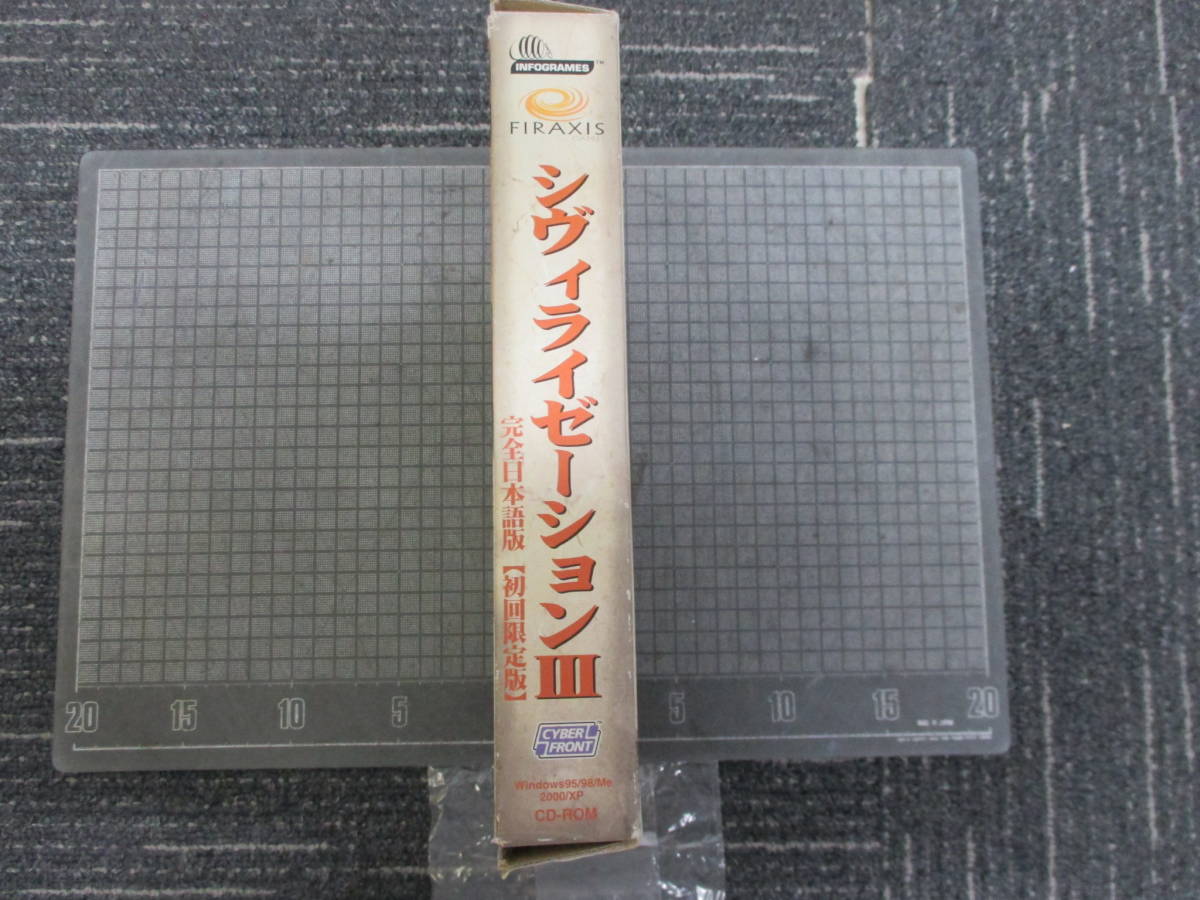 INFOGRAMES™
FIRAXIS
シヴィライゼーションIII
完全日本語版【初回限定版】
CYBER
FRONT™
Windows95/98/Me
2000/XP
CD-ROM
20 15 10 5 5 10 15 20